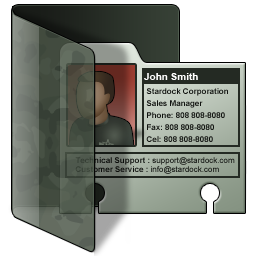 John Smith
Stardock Corporation
Sales Manager
Phone: 808 808-8080
Fax: 808 808-8080
Cel: 808 808-8080
Technical Support : support@stardock.com
Customer Service : info@stardock.com